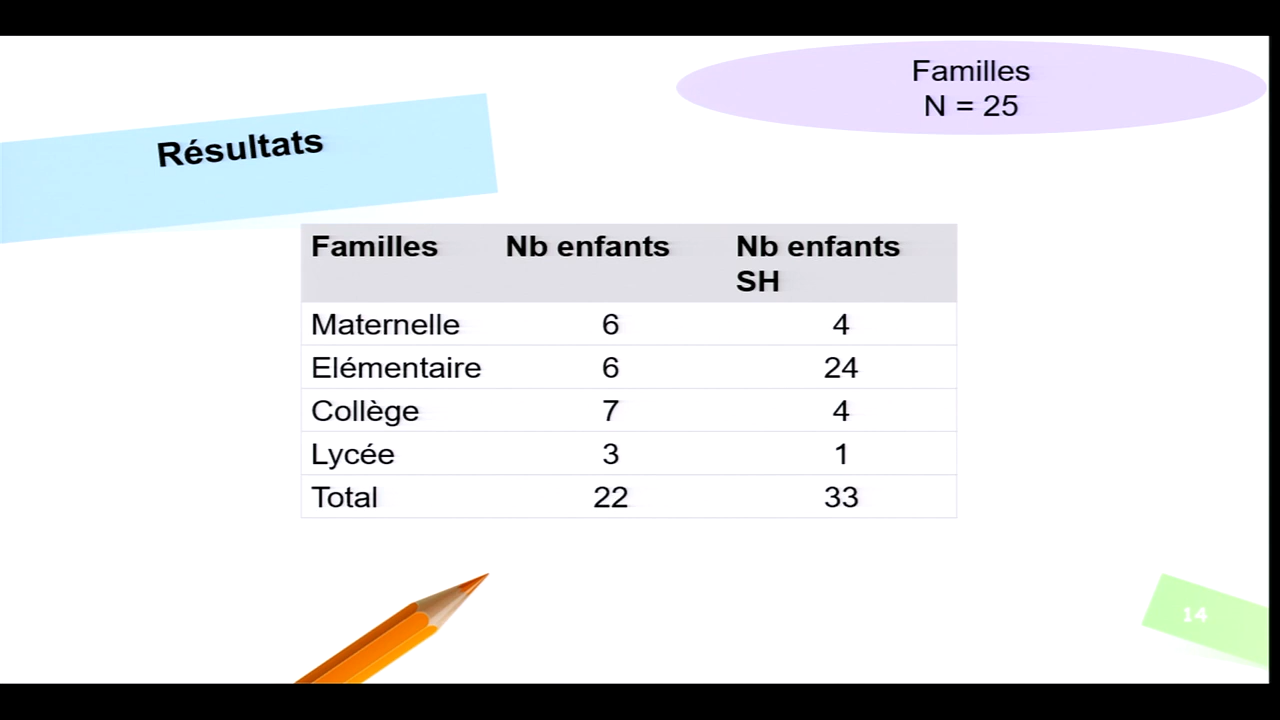 Familles
N = 25
Résultats
Familles Nb enfants Nb enfants SH
Maternelle 6 4
Elémentaire 6 24
Collège 7 4
Lycée 3 1
Total 22 33
14